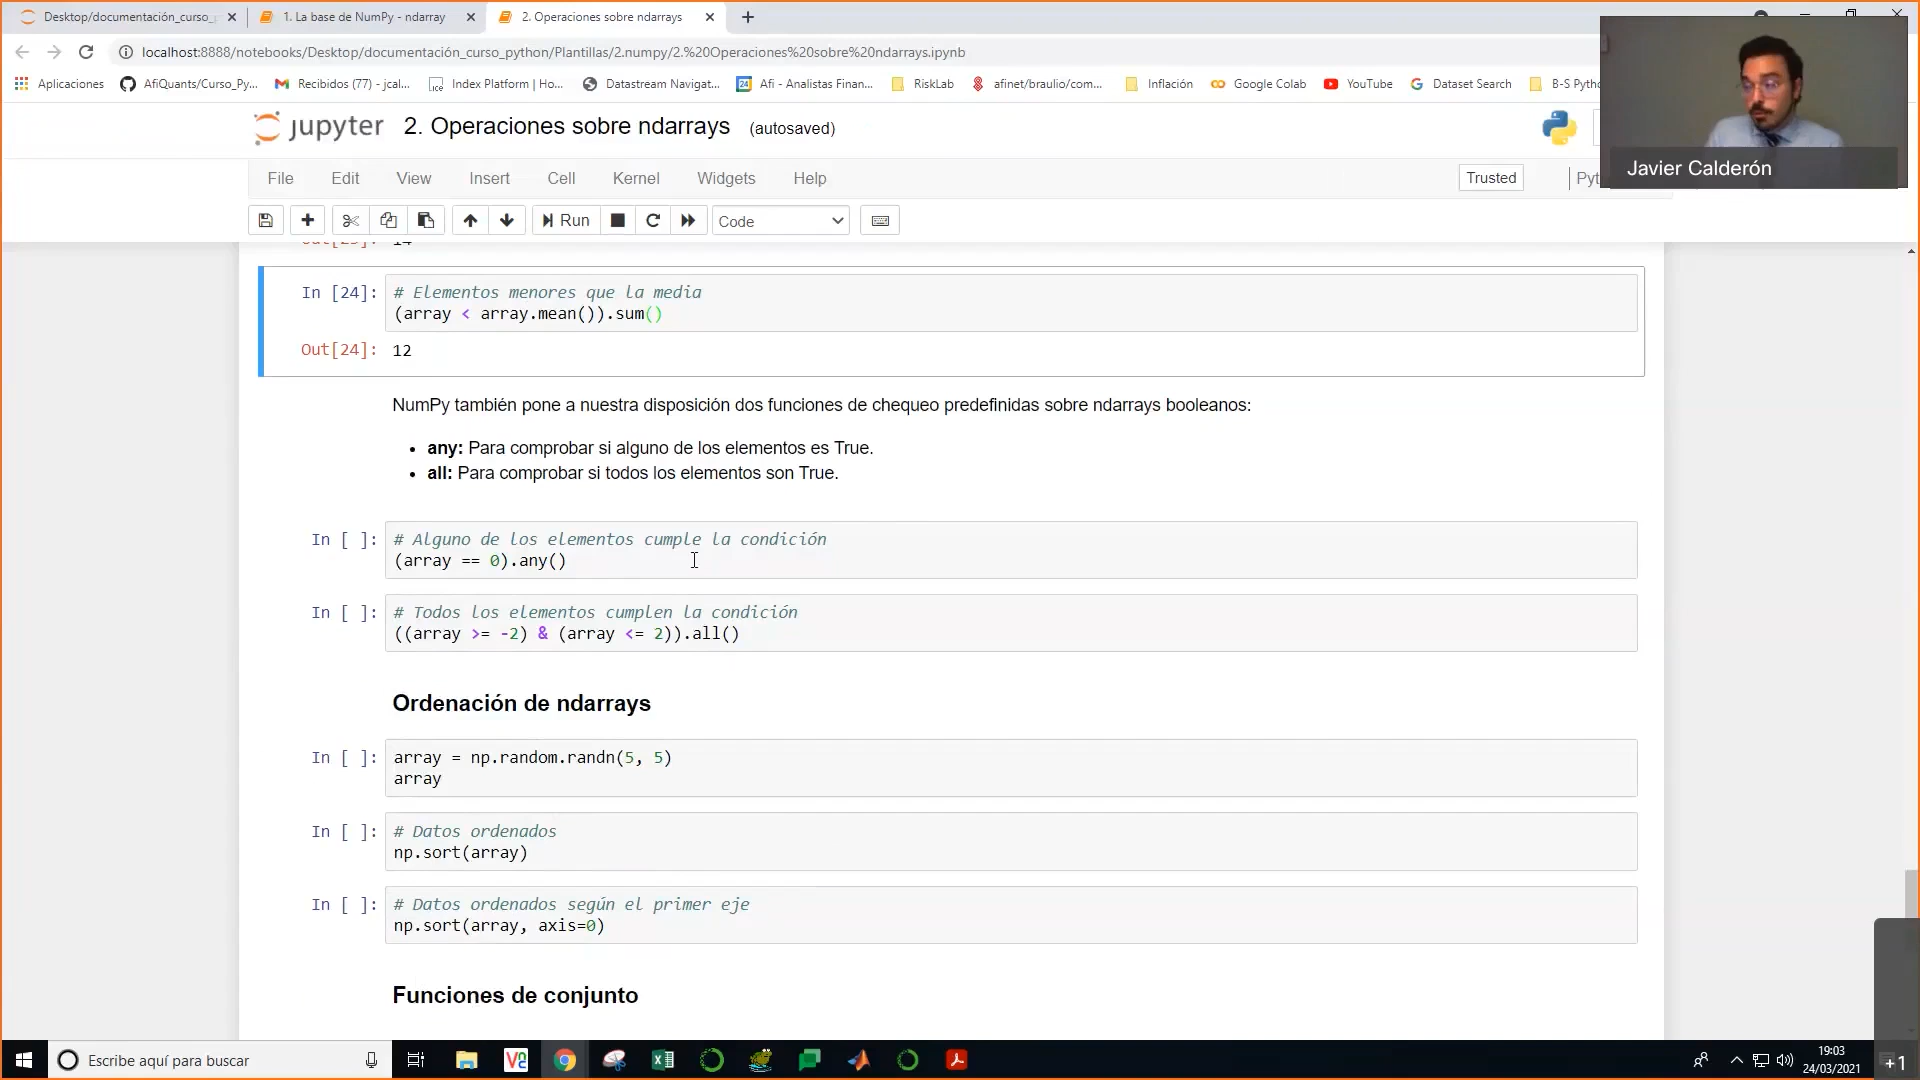 Desktop/documentación_curso_
1. La base de NumPy - ndarray
2. Operaciones sobre ndarrays
localhost:8888/notebooks/Desktop/documentación_curso_python/Plantillas/2.numpy/2.%20Operaciones%20sobre%20ndarrays.ipynb
Aplicaciones
AfiQuants/Curso_Py...
Recibidos (77) - jcal...
Index Platform | Ho...
Datastream Navigat...
Afi - Analistas Finan...
RiskLab
afinet/braulio/com...
Inflación
Google Colab
YouTube
Dataset Search
B-S Pytho
Javier Calderón
jupyter 2. Operaciones sobre ndarrays (autosaved)
File Edit View Insert Cell Kernel Widgets Help
Trusted
Pyt
Run
Code
Out[23]: 14
In [24]: # Elementos menores que la media
(array < array.mean()).sum()
Out[24]: 12
NumPy también pone a nuestra disposición dos funciones de chequeo predefinidas sobre ndarrays booleanos:
• any: Para comprobar si alguno de los elementos es True.
• all: Para comprobar si todos los elementos son True.
In [ ]: # Alguno de los elementos cumple la condición
(array == 0).any()
In [ ]: # Todos los elementos cumplen la condición
((array >= -2) & (array <= 2)).all()
Ordenación de ndarrays
In [ ]: array = np.random.randn(5, 5)
array
In [ ]: # Datos ordenados
np.sort(array)
In [ ]: # Datos ordenados según el primer eje
np.sort(array, axis=0)
Funciones de conjunto
Escribe aquí para buscar
19:03
24/03/2021
+1